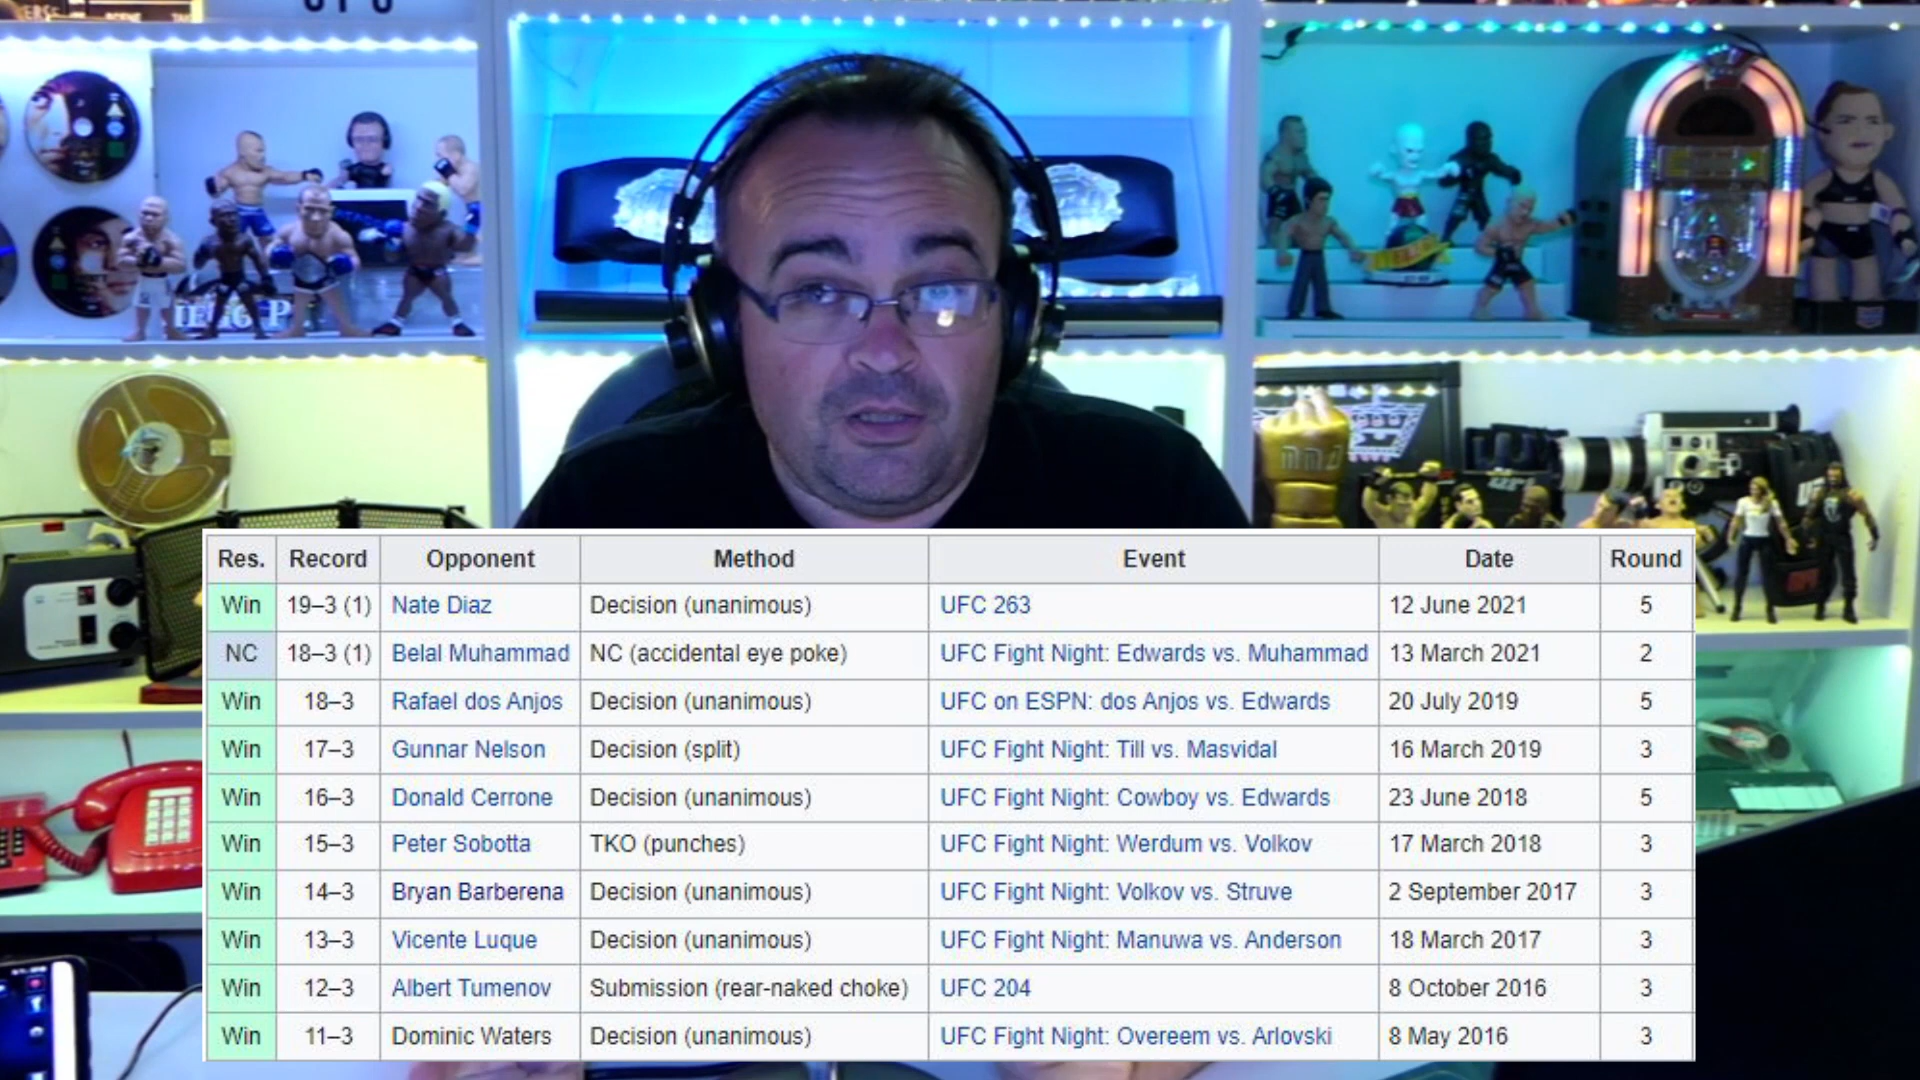 UFC
Res. Record Opponent Method Event Date Round
Win 19–3 (1) Nate Diaz Decision (unanimous) UFC 263 12 June 2021 5
NC 18–3 (1) Belal Muhammad NC (accidental eye poke) UFC Fight Night: Edwards vs. Muhammad 13 March 2021 2
Win 18–3 Rafael dos Anjos Decision (unanimous) UFC on ESPN: dos Anjos vs. Edwards 20 July 2019 5
Win 17–3 Gunnar Nelson Decision (split) UFC Fight Night: Till vs. Masvidal 16 March 2019 3
Win 16–3 Donald Cerrone Decision (unanimous) UFC Fight Night: Cowboy vs. Edwards 23 June 2018 5
Win 15–3 Peter Sobotta TKO (punches) UFC Fight Night: Werdum vs. Volkov 17 March 2018 3
Win 14–3 Bryan Barberena Decision (unanimous) UFC Fight Night: Volkov vs. Struve 2 September 2017 3
Win 13–3 Vicente Luque Decision (unanimous) UFC Fight Night: Manuwa vs. Anderson 18 March 2017 3
Win 12–3 Albert Tumenov Submission (rear-naked choke) UFC 204 8 October 2016 3
Win 11–3 Dominic Waters Decision (unanimous) UFC Fight Night: Overeem vs. Arlovski 8 May 2016 3